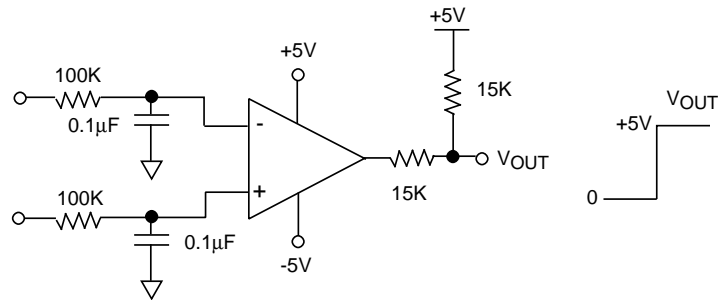 +5V
+5V
100K
15K
0.1µF
-
+5V
VOUT
VOUT
100K
+
15K
0
0.1µF
-5V